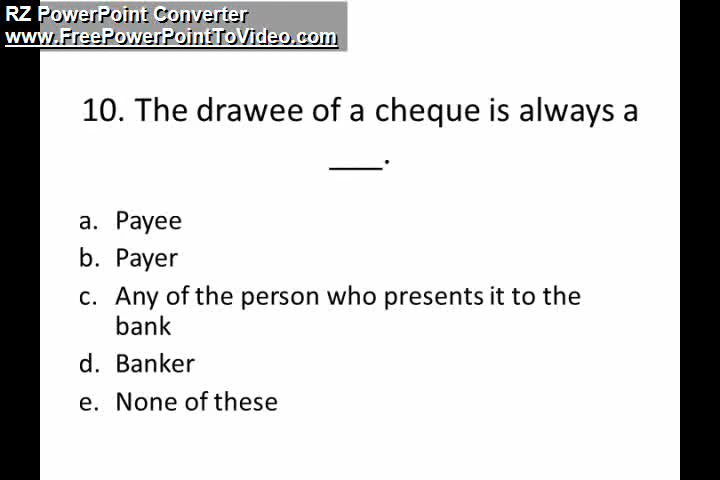 RZ PowerPoint Converter
www.FreePowerPointToVideo.com
10. The drawee of a cheque is always a
___.
a. Payee
b. Payer
c. Any of the person who presents it to the
bank
d. Banker
e. None of these